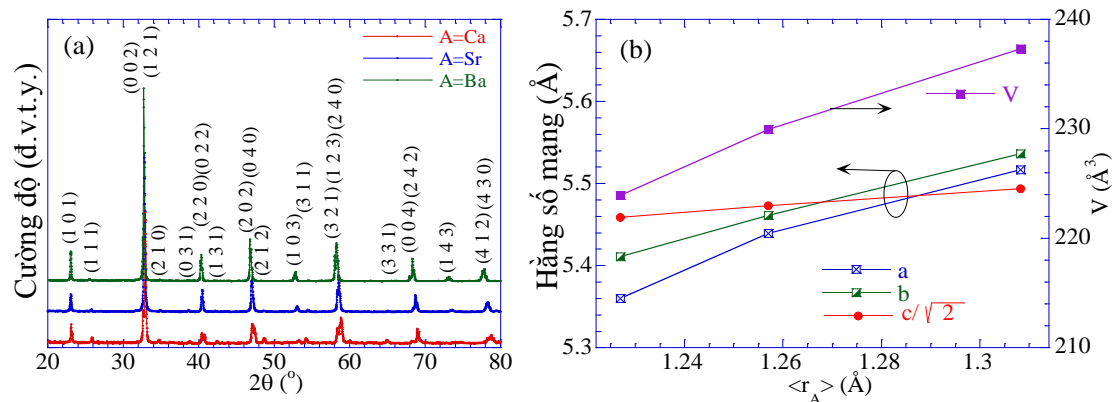 (a)
A=Ca
A=Sr
A=Ba
Cường độ (đ.v.t.y.)
(1 0 1)
(1 1 1)
(0 0 2)
(1 2 1)
(2 1 0)
(0 3 1)
(2 2 0)(0 2 2)
(1 3 1)
(2 0 2)
(0 4 0)
(2 1 2)
(1 0 3)
(3 1 1)
(3 2 1)(1 2 3)(2 4 0)
(3 3 1)
(0 0 4)
(2 4 2)
(1 4 3)
(4 1 2)
(4 3 0)
20 30 40 50 60 70 80
2θ (°)
(b)
Hằng số mạng (Å)
5.7
5.6
5.5
5.4
5.3
V
a
b
c/√2
240
230
220
210
V (Å³)
1.24 1.26 1.28 1.3
<r_A> (Å)